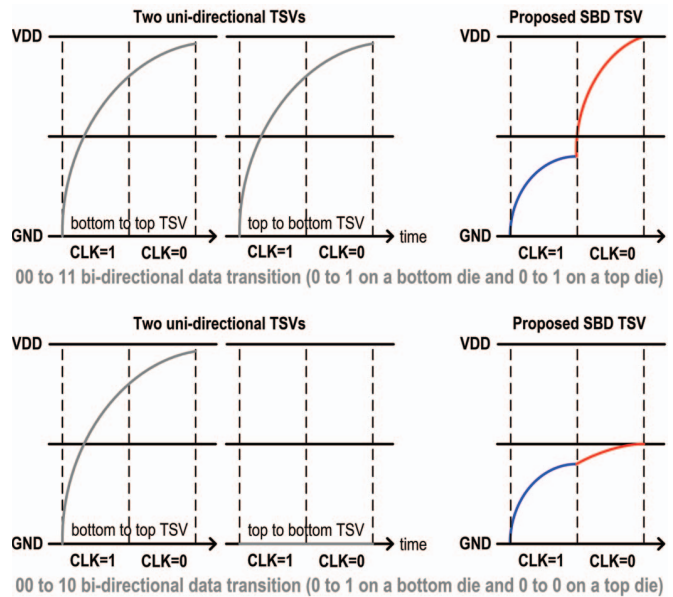 Two uni-directional TSVs Proposed SBD TSV
VDD VDD
bottom to top TSV top to bottom TSV
GND time GND
CLK=1 CLK=0 CLK=1 CLK=0 CLK=1 CLK=0
00 to 11 bi-directional data transition (0 to 1 on a bottom die and 0 to 1 on a top die)
Two uni-directional TSVs Proposed SBD TSV
VDD VDD
bottom to top TSV top to bottom TSV
GND time GND
CLK=1 CLK=0 CLK=1 CLK=0 CLK=1 CLK=0
00 to 10 bi-directional data transition (0 to 1 on a bottom die and 0 to 0 on a top die)